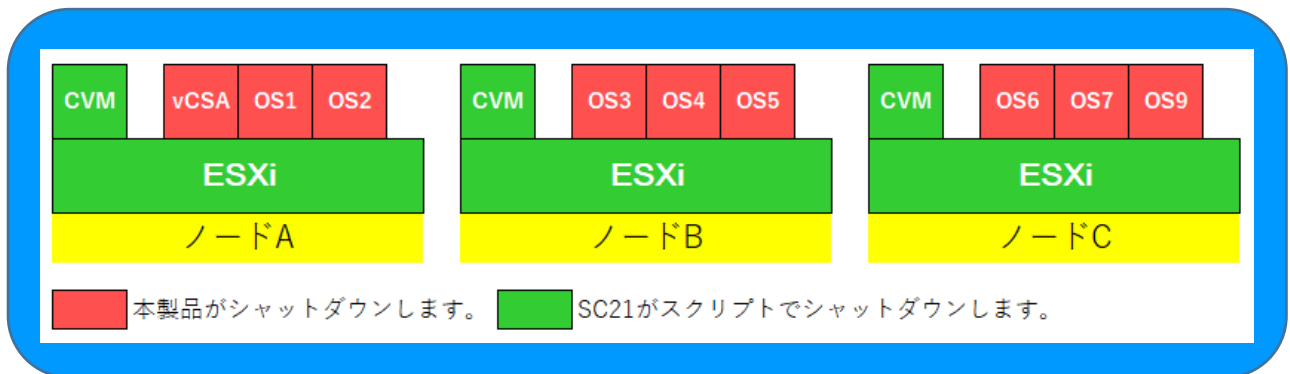 CVM vCSA OS1 OS2 CVM OS3 OS4 OS5 CVM OS6 OS7 OS9
ESXi ESXi ESXi
ノードA ノードB ノードC
本製品がシャットダウンします。 SC21がスクリプトでシャットダウンします。